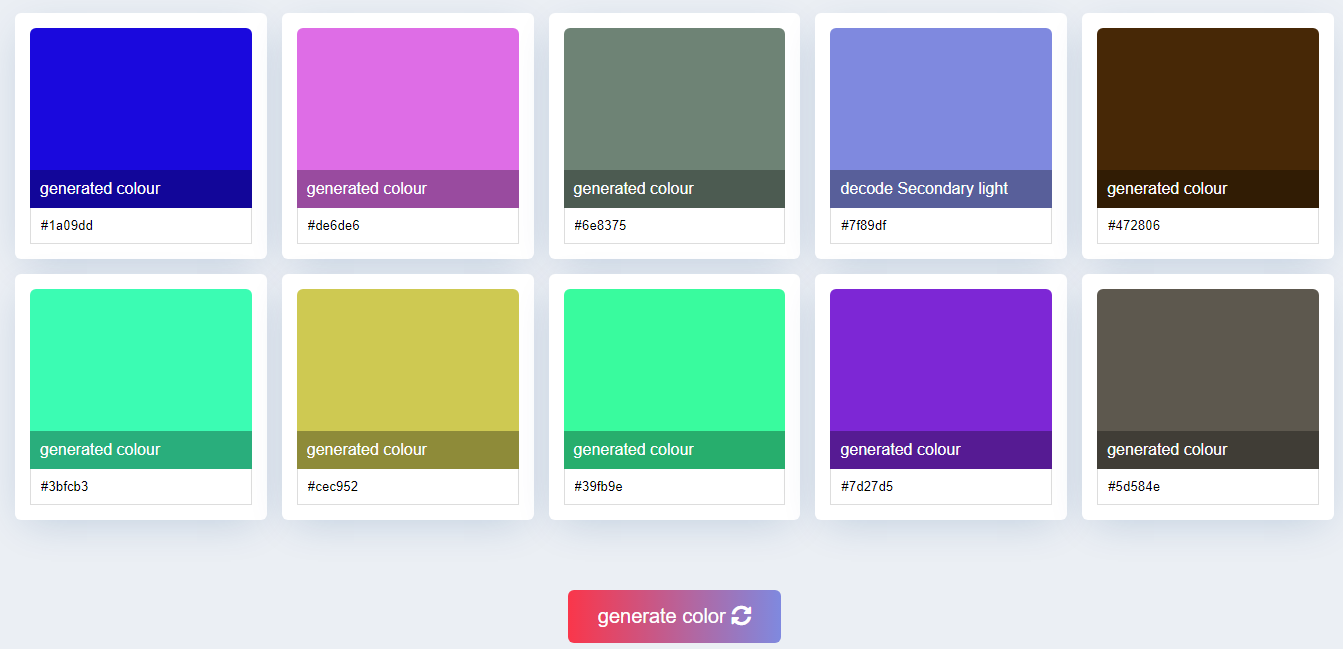 generated colour
#1a09dd
generated colour
#de6de6
generated colour
#6e8375
decode Secondary light
#7f89df
generated colour
#472806
generated colour
#3bfcb3
generated colour
#cec952
generated colour
#39fb9e
generated colour
#7d27d5
generated colour
#5d584e
generate color